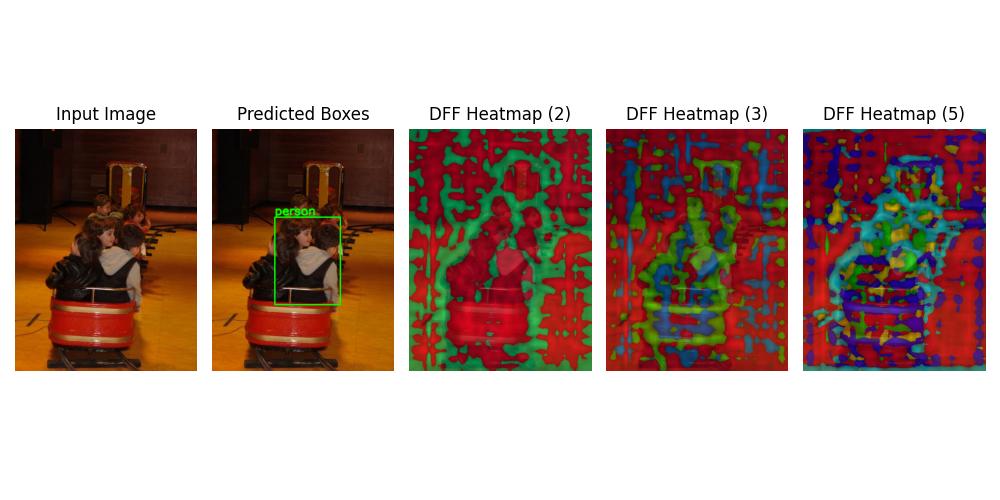 Input Image
Predicted Boxes
DFF Heatmap (2)
DFF Heatmap (3)
DFF Heatmap (5)
person